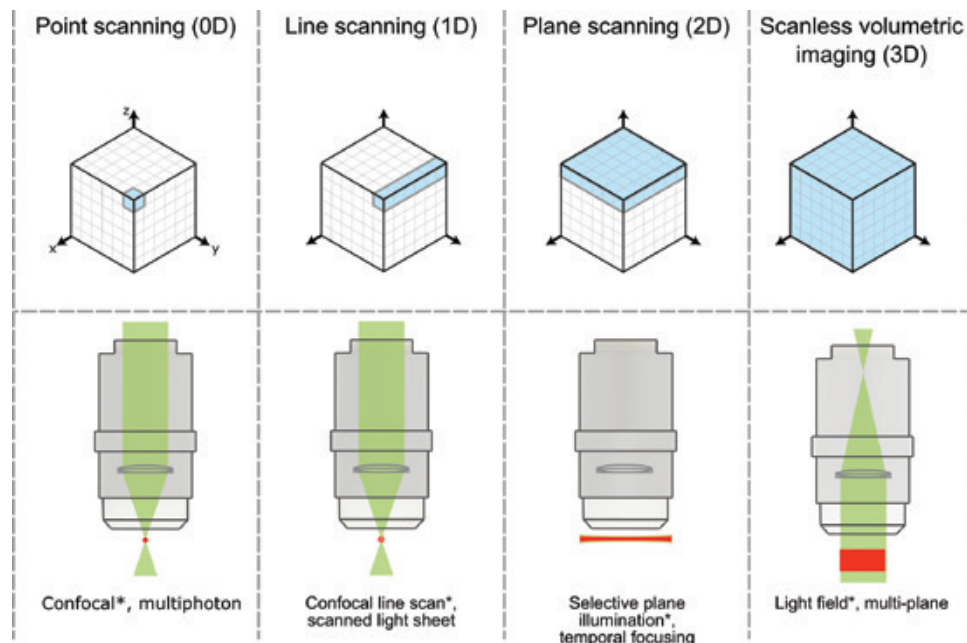 Point scanning (0D)
Line scanning (1D)
Plane scanning (2D)
Scanless volumetric
imaging (3D)
z
x
y
Confocal*, multiphoton
Confocal line scan*,
scanned light sheet
Selective plane
illumination*,
temporal focusing
Light field*, multi-plane